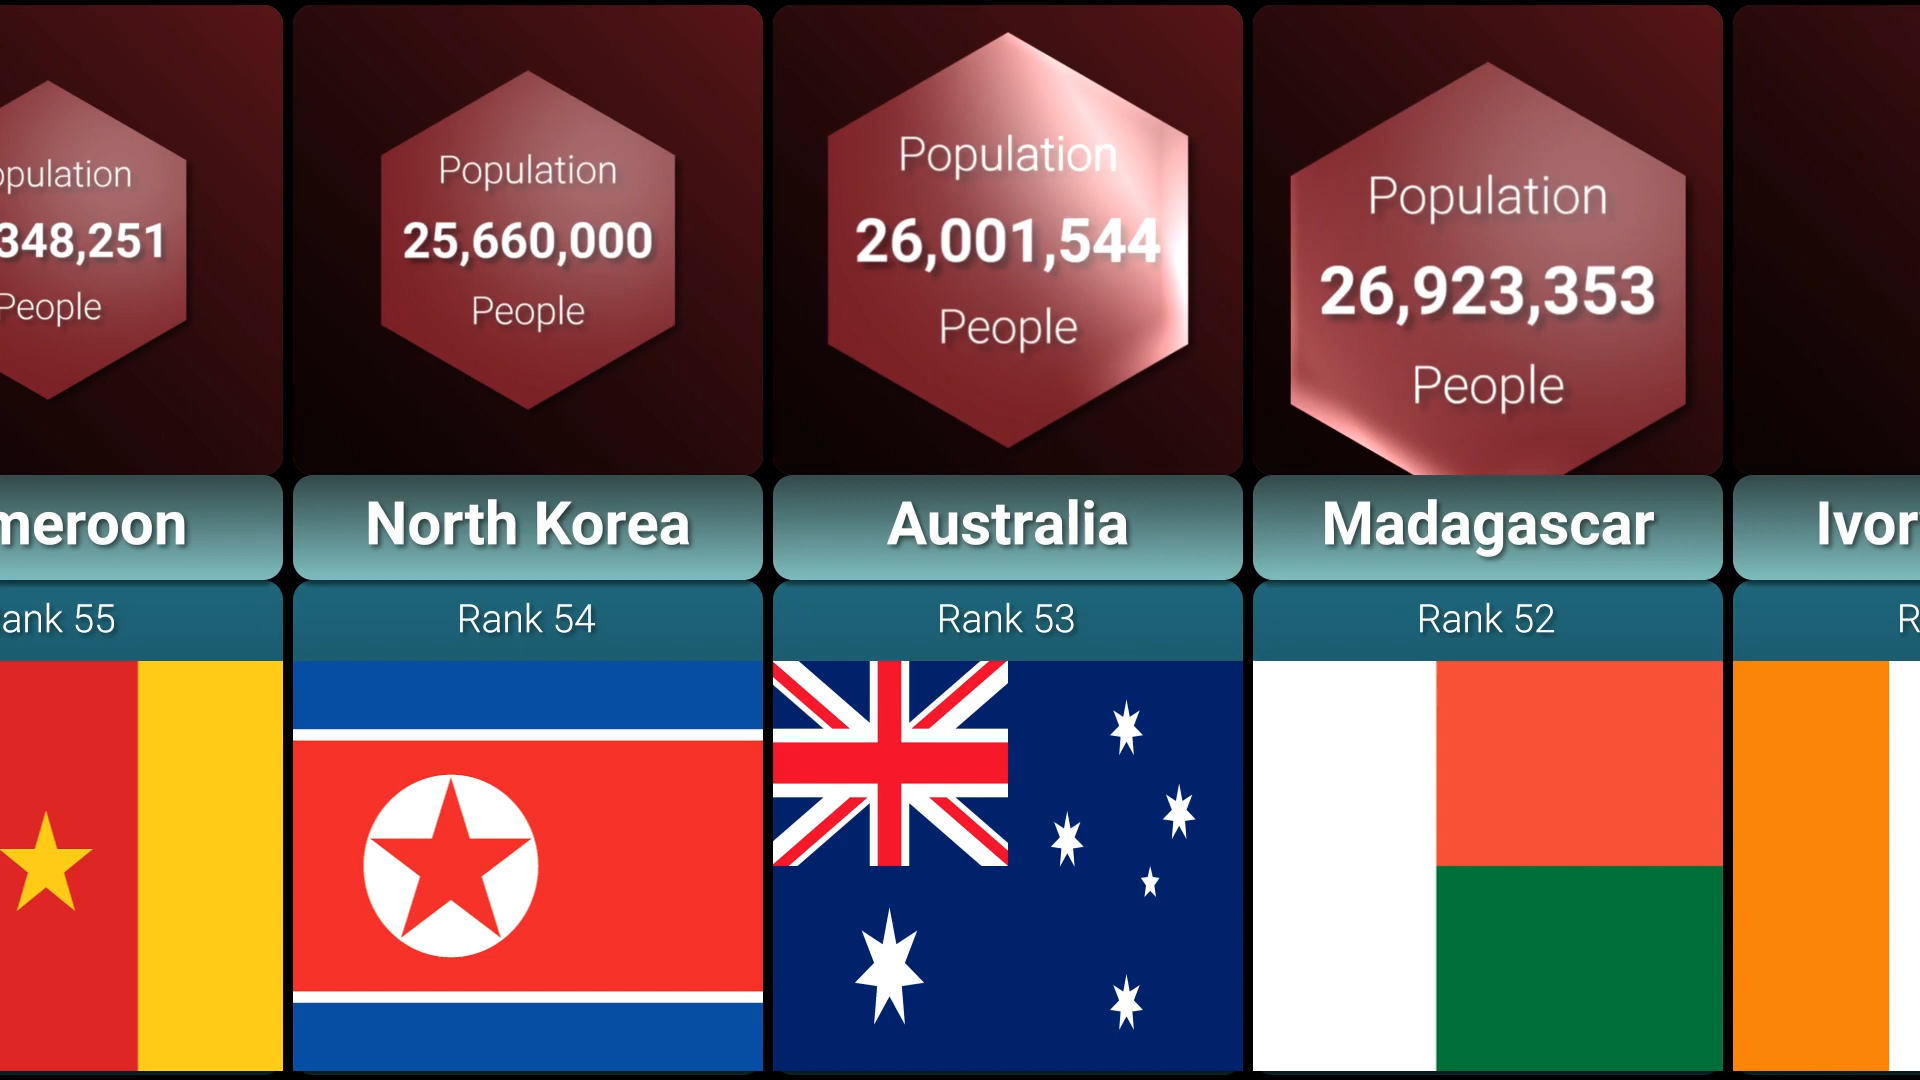 opulation
348,251
People
meroon
ank 55
Population
25,660,000
People
North Korea
Rank 54
Population
26,001,544
People
Australia
Rank 53
Population
26,923,353
People
Madagascar
Rank 52
Ivor
R